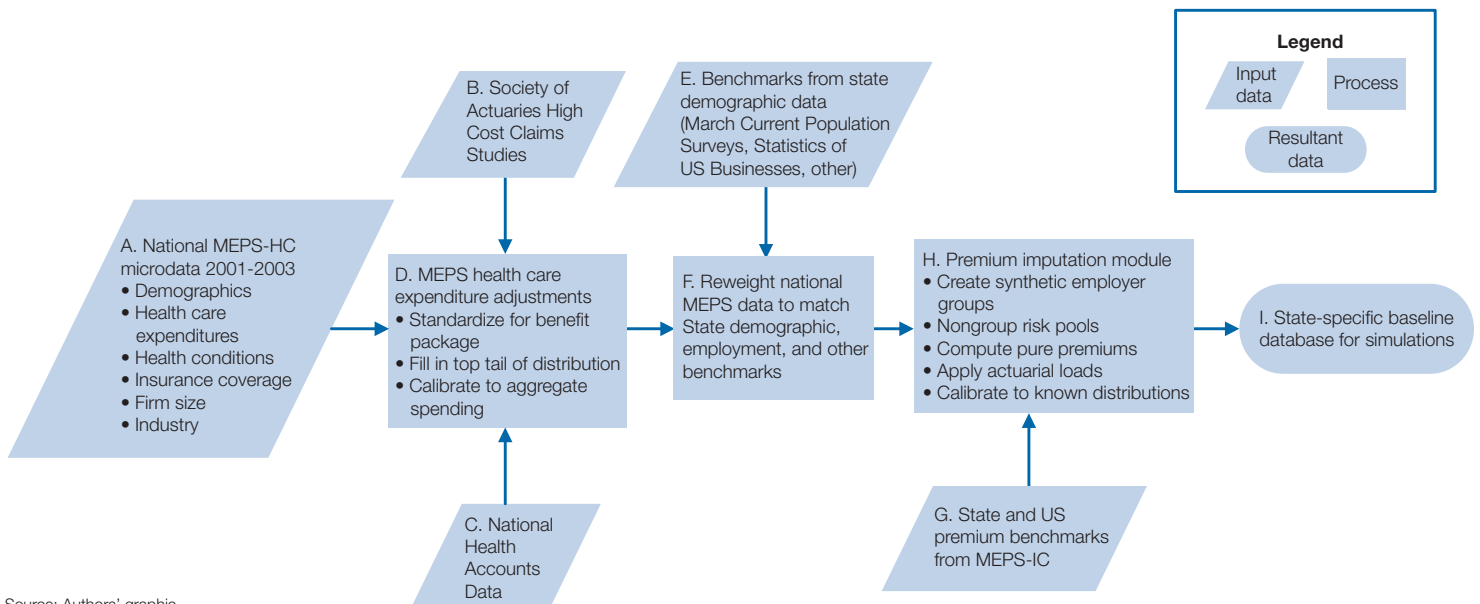 Legend
Input
data
Process
Resultant
data
B. Society of
Actuaries High
Cost Claims
Studies
E. Benchmarks from state
demographic data
(March Current Population
Surveys, Statistics of
US Businesses, other)
A. National MEPS-HC
microdata 2001-2003
• Demographics
• Health care
expenditures
• Health conditions
• Insurance coverage
• Firm size
• Industry
D. MEPS health care
expenditure adjustments
• Standardize for benefit
package
• Fill in top tail of distribution
• Calibrate to aggregate
spending
F. Reweight national
MEPS data to match
State demographic,
employment, and other
benchmarks
H. Premium imputation module
• Create synthetic employer
groups
• Nongroup risk pools
• Compute pure premiums
• Apply actuarial loads
• Calibrate to known distributions
I. State-specific baseline
database for simulations
C. National
Health
Accounts
Data
G. State and US
premium benchmarks
from MEPS-IC
Source: Authors' graphic